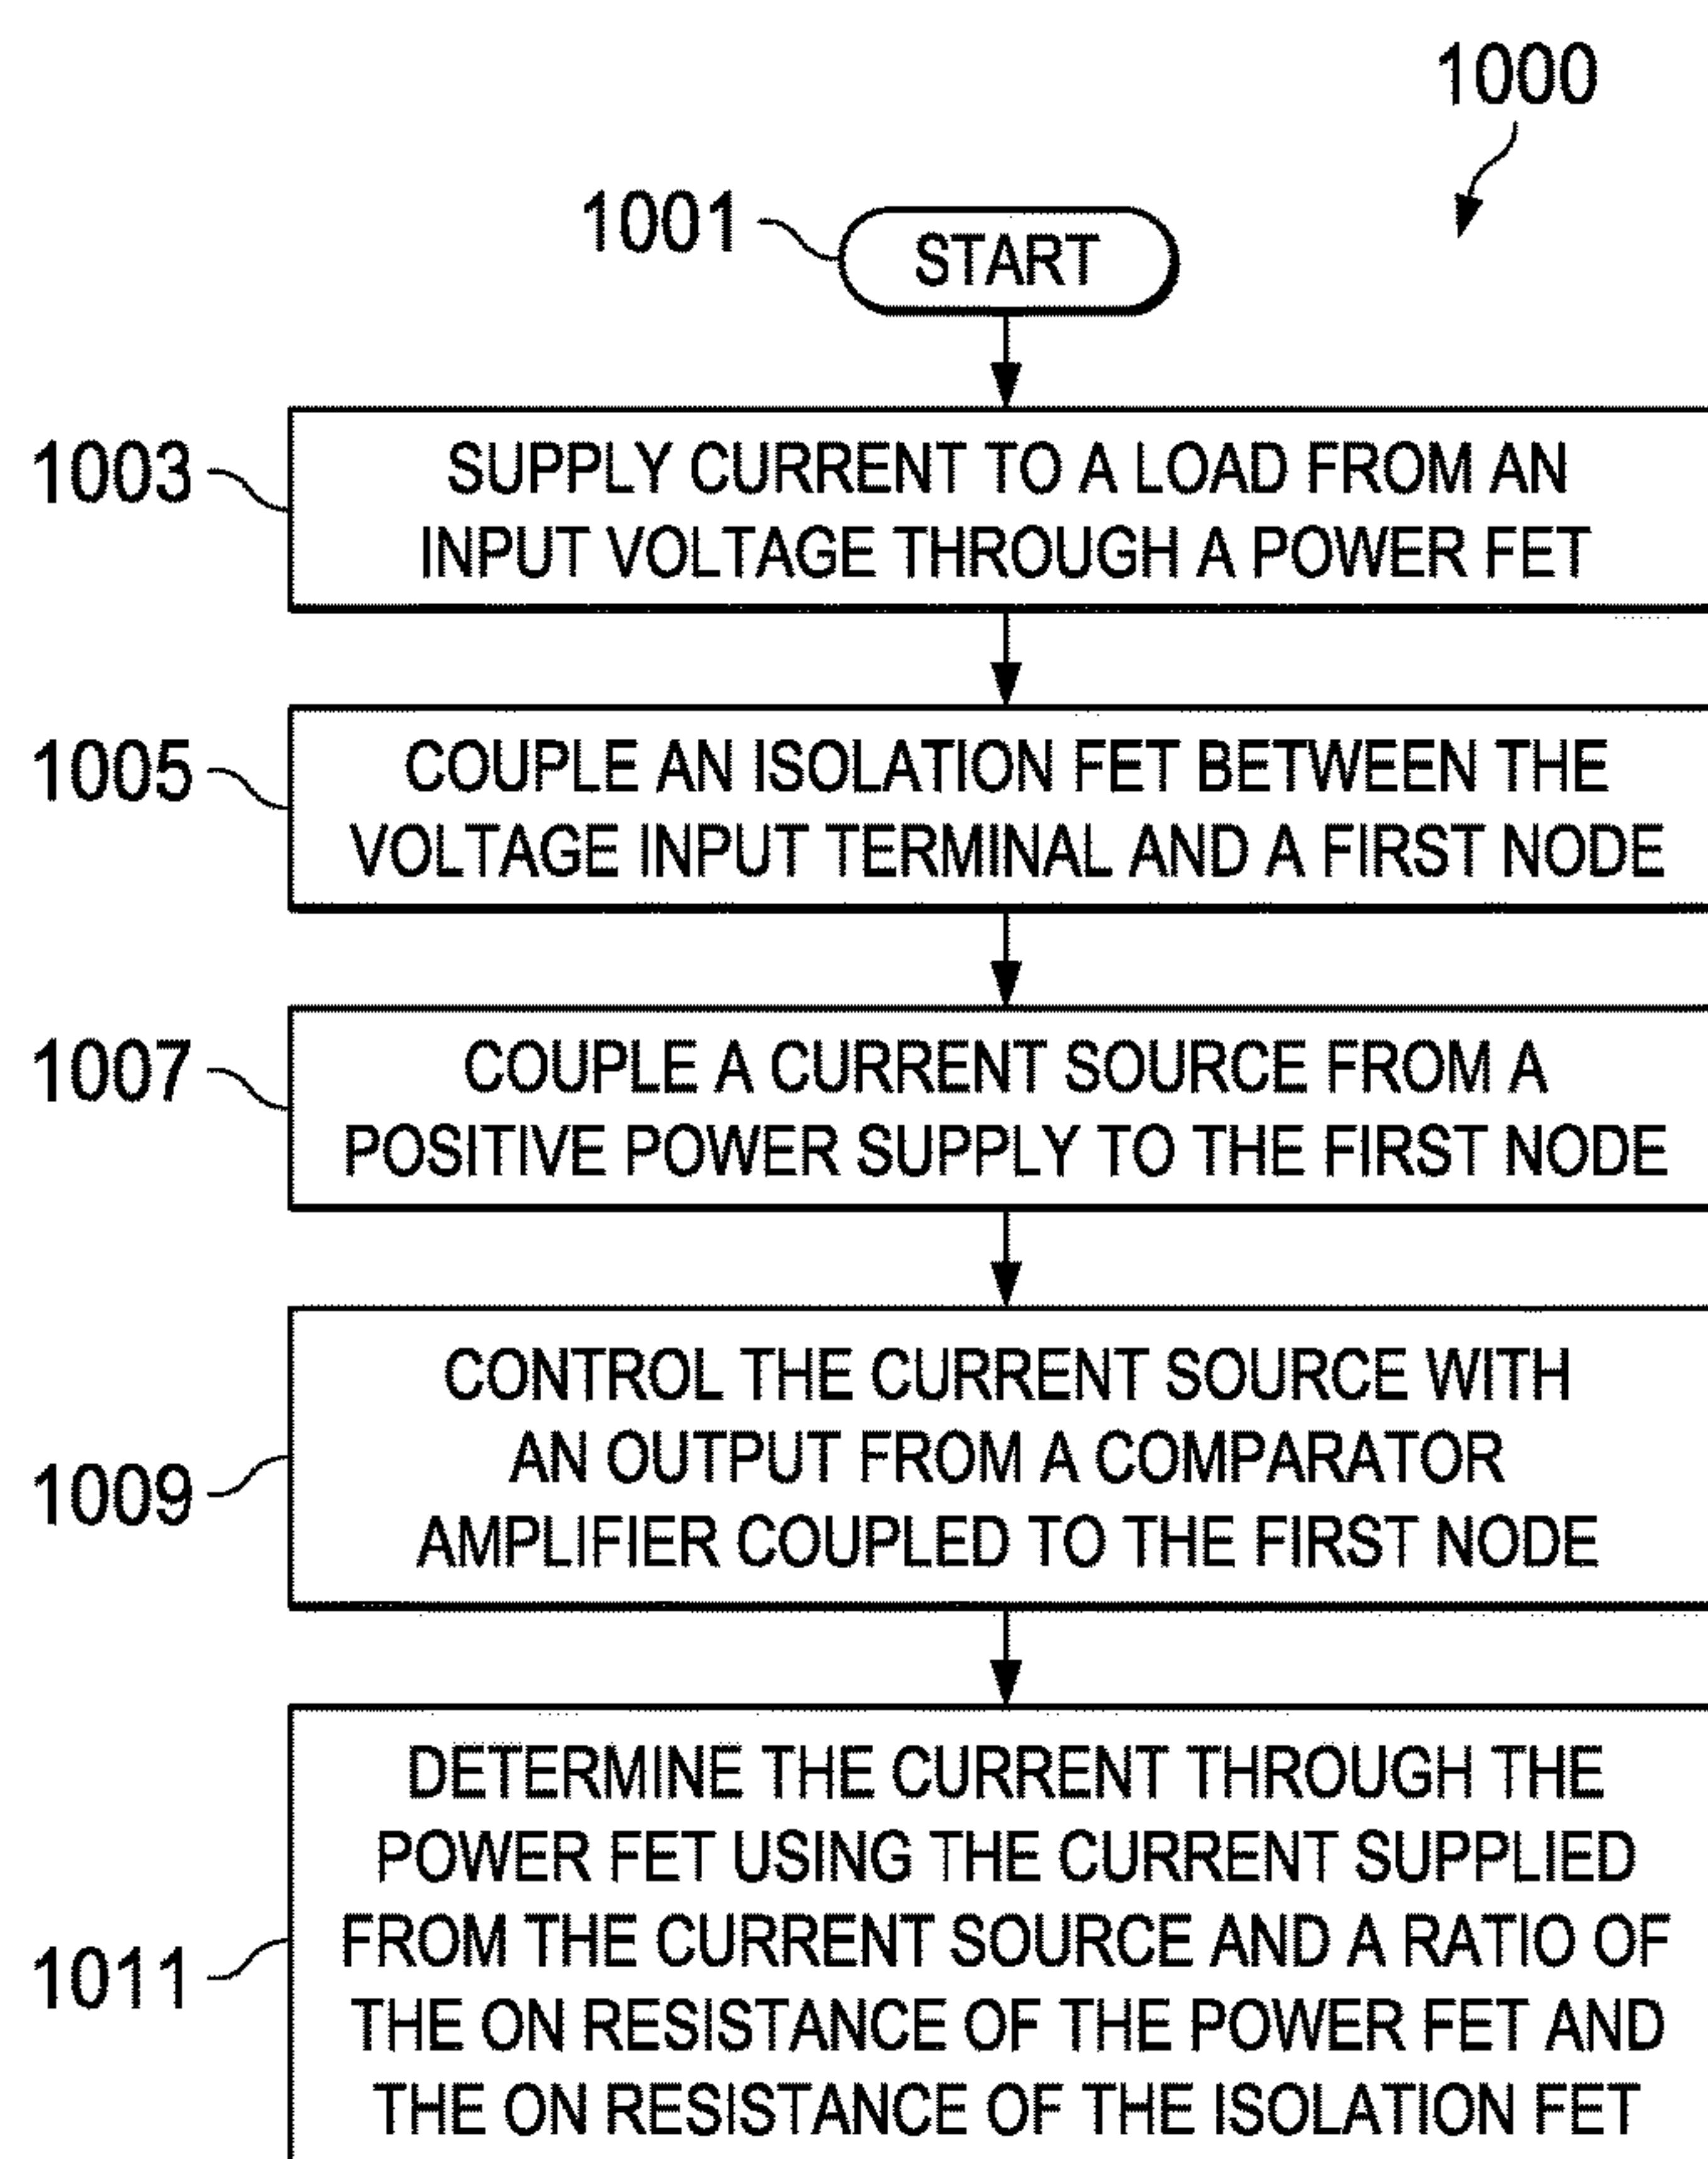 1000
1001
START
1003
SUPPLY CURRENT TO A LOAD FROM AN
INPUT VOLTAGE THROUGH A POWER FET
1005
COUPLE AN ISOLATION FET BETWEEN THE
VOLTAGE INPUT TERMINAL AND A FIRST NODE
1007
COUPLE A CURRENT SOURCE FROM A
POSITIVE POWER SUPPLY TO THE FIRST NODE
1009
CONTROL THE CURRENT SOURCE WITH
AN OUTPUT FROM A COMPARATOR
AMPLIFIER COUPLED TO THE FIRST NODE
1011
DETERMINE THE CURRENT THROUGH THE
POWER FET USING THE CURRENT SUPPLIED
FROM THE CURRENT SOURCE AND A RATIO OF
THE ON RESISTANCE OF THE POWER FET AND
THE ON RESISTANCE OF THE ISOLATION FET